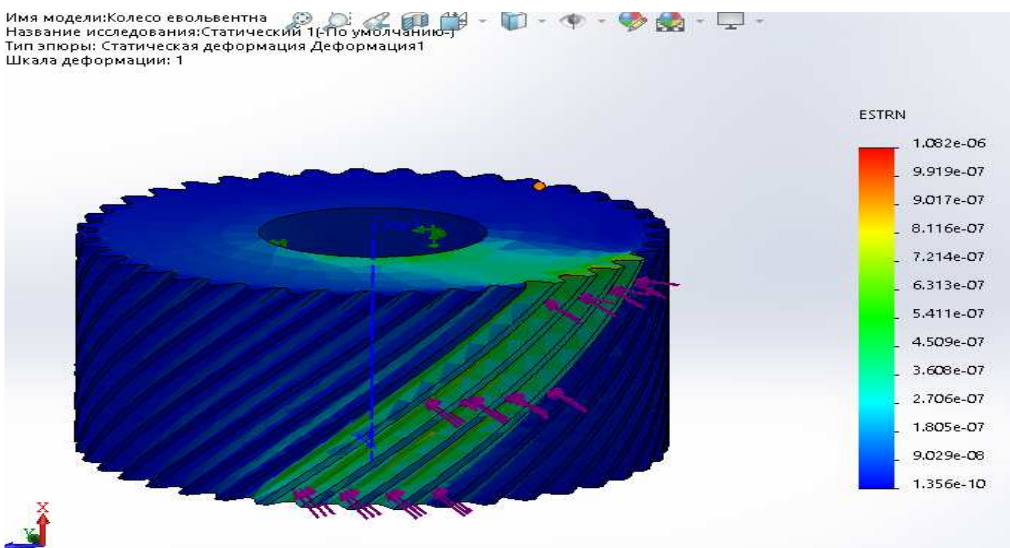 Имя модели:Колесо евольвентна
Название исследования:Статический 1(-По умолчанию-)
Тип эпюры: Статическая деформация Деформация1
Шкала деформации: 1
ESTRN
1.082e-06
9.919e-07
9.017e-07
8.116e-07
7.214e-07
6.313e-07
5.411e-07
4.509e-07
3.608e-07
2.706e-07
1.805e-07
9.029e-08
1.356e-10
X
Y